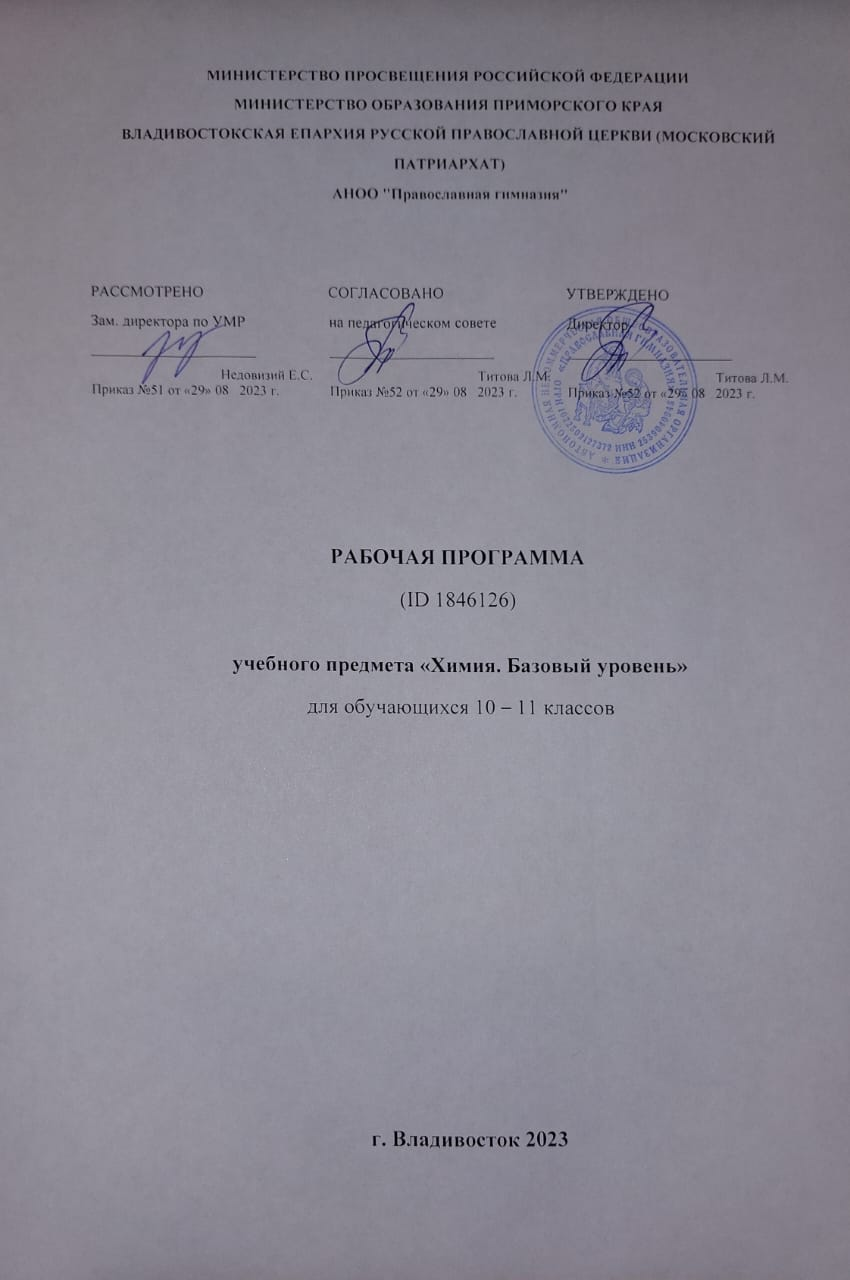 МИНИСТЕРСТВО ПРОСВЕЩЕНИЯ РОССИЙСКОЙ ФЕДЕРАЦИИ
МИНИСТЕРСТВО ОБРАЗОВАНИЯ ПРИМОРСКОГО КРАЯ
ВЛАДИВОСТОКСКАЯ ЕПАРХИЯ РУССКОЙ ПРАВОСЛАВНОЙ ЦЕРКВИ (МОСКОВСКИЙ
ПАТРИАРХАТ)
АНОО "Православная гимназия"
РАССМОТРЕНО
Зам. директора по УМР
Недовизий Е.С.
Приказ №51 от «29» 08 2023 г.
СОГЛАСОВАНО
на педагогическом совете
Титова Л.М.
Приказ №52 от «29» 08 2023 г.
УТВЕРЖДЕНО
Директор
Титова Л.М.
Приказ №52 от «29» 08 2023 г.
РАБОЧАЯ ПРОГРАММА
(ID 1846126)
учебного предмета «Химия. Базовый уровень»
для обучающихся 10 – 11 классов
г. Владивосток 2023